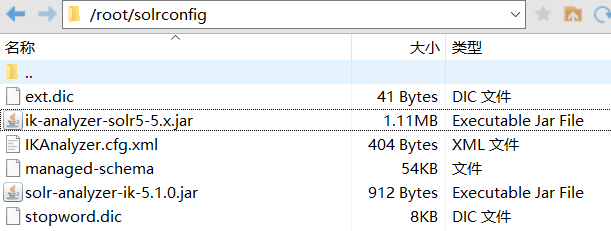 /root/solrconfig
名称 大小 类型
..
ext.dic 41 Bytes DIC 文件
ik-analyzer-solr5-5.x.jar 1.11MB Executable Jar File
IKAnalyzer.cfg.xml 404 Bytes XML 文件
managed-schema 54KB 文件
solr-analyzer-ik-5.1.0.jar 912 Bytes Executable Jar File
stopword.dic 8KB DIC 文件